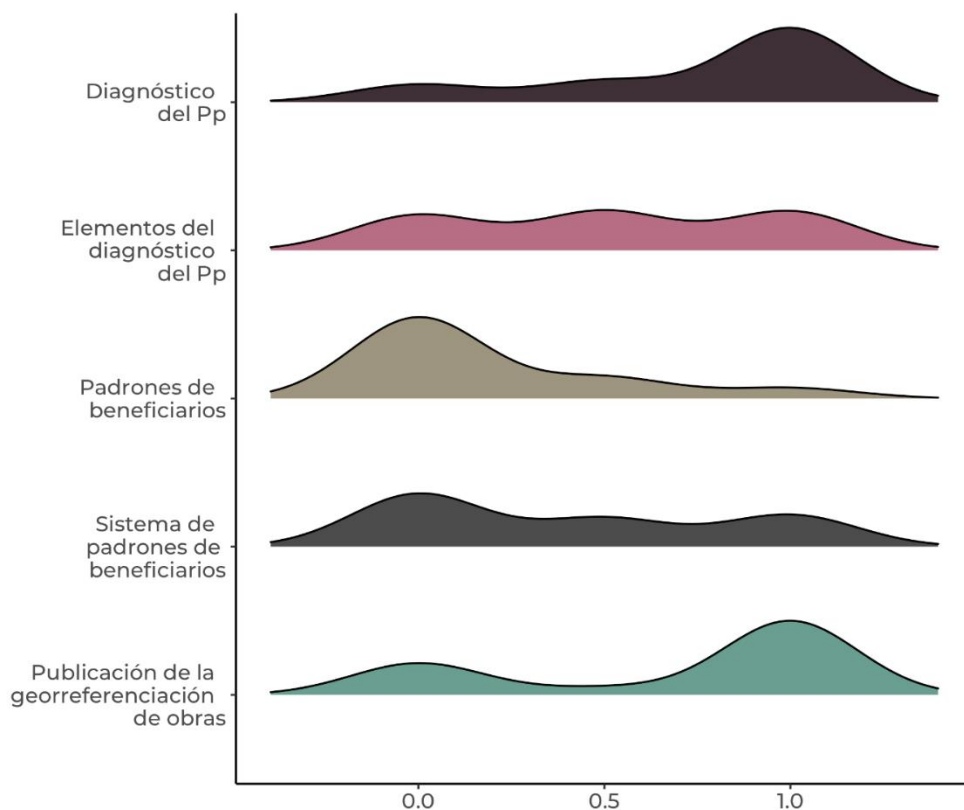 Diagnóstico
del Pp
Elementos del
diagnóstico
del Pp
Padrones de
beneficiarios
Sistema de
padrones de
beneficiarios
Publicación de la
georreferenciación
de obras
0.0 0.5 1.0